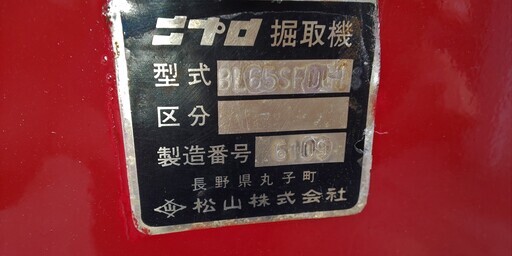 ニプロ 掘取機
型式
区分
製造番号
長野県丸子町
松山株式会社